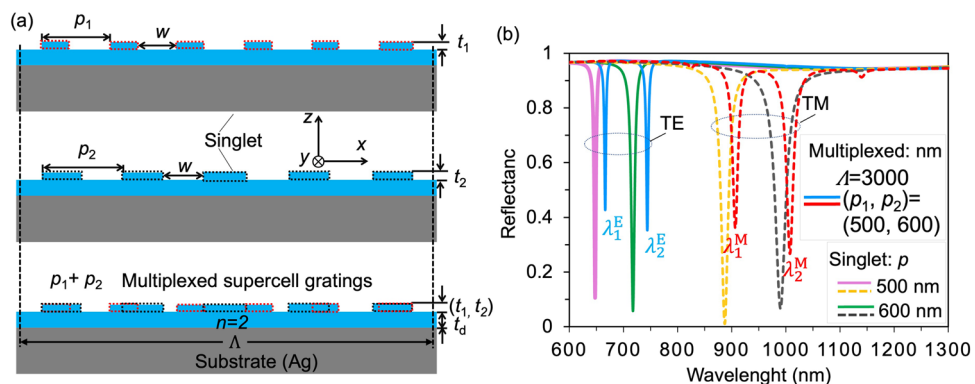 (a)
p₁
w
t₁
Singlet
z
y
x
p₂
w
t₂
p₁+ p₂ Multiplexed supercell gratings
(t₁, t₂)
n=2
t_d
Λ
Substrate (Ag)
(b)
Reflectanc
1
0.8
0.6
0.4
0.2
0
TE
TM
Multiplexed: nm
Λ=3000
(p₁, p₂)=
(500, 600)
λ₁ᴱ
λ₂ᴱ
λ₁ᴹ
λ₂ᴹ
Singlet: p
500 nm
600 nm
600 700 800 900 1000 1100 1200 1300
Wavelenght (nm)